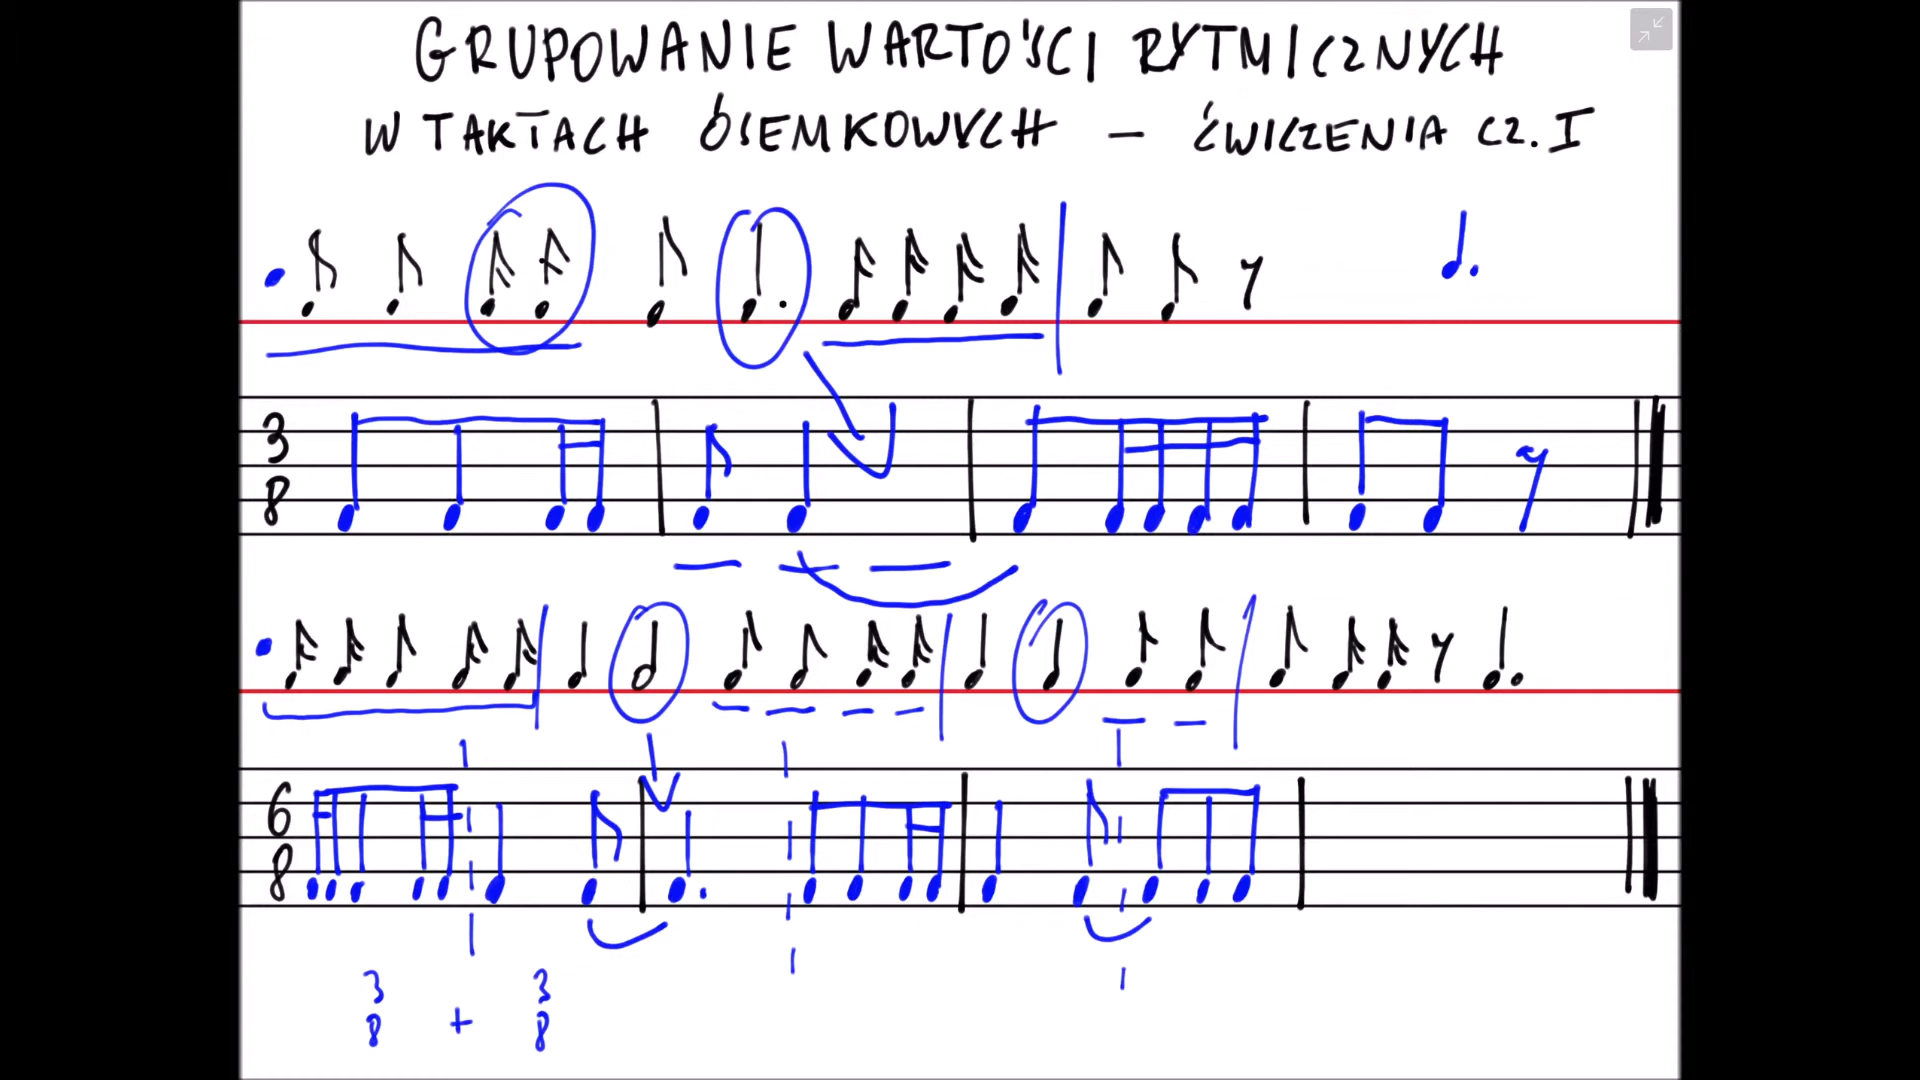 GRUPOWANIE WARTOŚCI RYTMICZNYCH
W TAKTACH ÓSEMKOWYCH - ĆWICZENIA CZ. I
3
8
6
8
3 3
8 + 8